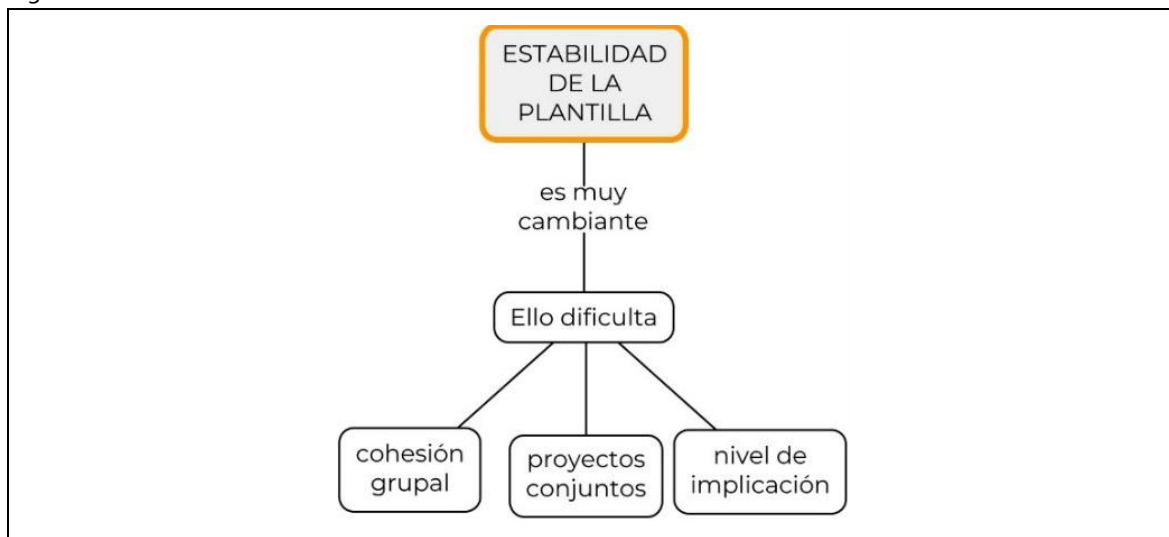 ESTABILIDAD
DE LA
PLANTILLA
es muy
cambiante
Ello dificulta
cohesión
grupal
proyectos
conjuntos
nivel de
implicación